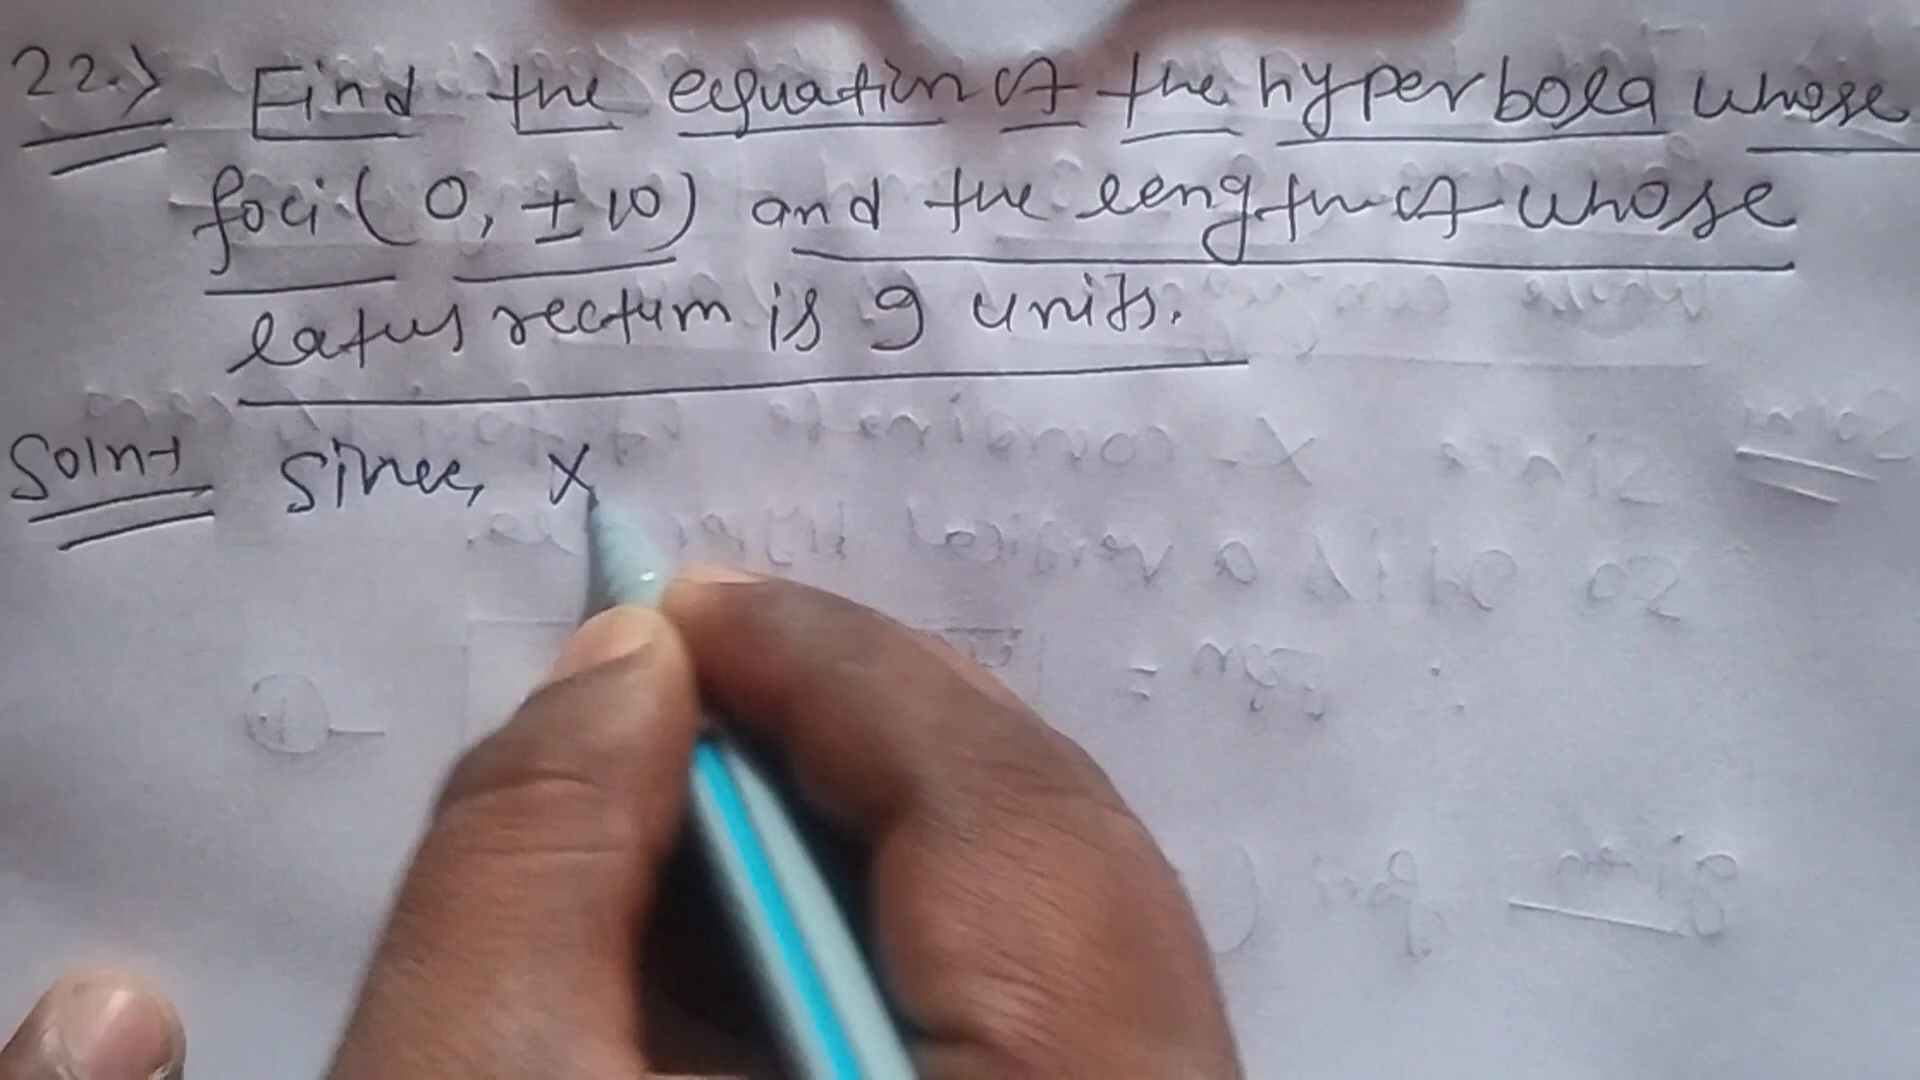 22.> Find the equation of the hyperbola whose
foci (0, ±10) and the length of whose
latus rectum is 9 units.
Soln→ Since, X